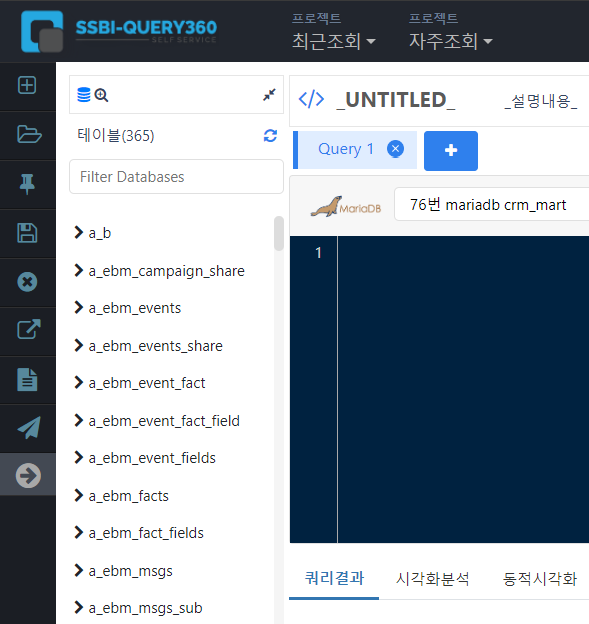 SSBI-QUERY360
SELF SERVICE
프로젝트
최근조회
프로젝트
자주조회
테이블(365)
Filter Databases
a_b
a_ebm_campaign_share
a_ebm_events
a_ebm_events_share
a_ebm_event_fact
a_ebm_event_fact_field
a_ebm_event_fields
a_ebm_facts
a_ebm_fact_fields
a_ebm_msgs
a_ebm_msgs_sub
</> _UNTITLED_ _설명내용_
Query 1
MariaDB 76번 mariadb crm_mart
1
쿼리결과 시각화분석 동적시각화